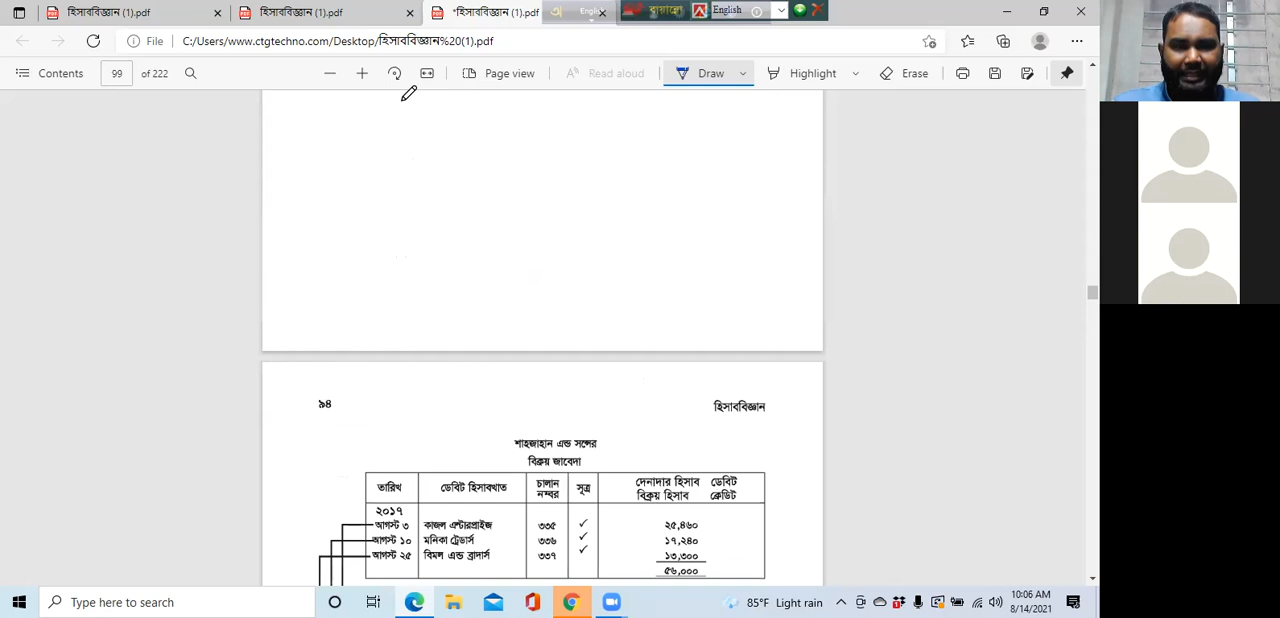 হিসাববিজ্ঞান (1).pdf
হিসাববিজ্ঞান (1).pdf
*হিসাববিজ্ঞান (1).pdf
অ English
English
File C:/Users/www.ctgtechno.com/Desktop/হিসাববিজ্ঞান%20(1).pdf
Contents 99 of 222 Page view Read aloud Draw Highlight Erase
৯৪ হিসাববিজ্ঞান
শাহজাহান এন্ড সন্সের
বিক্রয় জাবেদা
তারিখ ডেবিট হিসাবখাত চালান নম্বর সূত্র দেনাদার হিসাব ডেবিট
বিক্রয় হিসাব ক্রেডিট
২০১৭
আগস্ট ৩ কাজল এন্টারপ্রাইজ ৩৩৫ ✓ ২৫,৪৬০
আগস্ট ১০ মনিকা ট্রেডার্স ৩৩৬ ✓ ১৭,২৪০
আগস্ট ২৫ বিমল এন্ড ব্রাদার্স ৩৩৭ ✓ ১৩,৩০০
৫৬,০০০
Type here to search 85°F Light rain 10:06 AM
8/14/2021